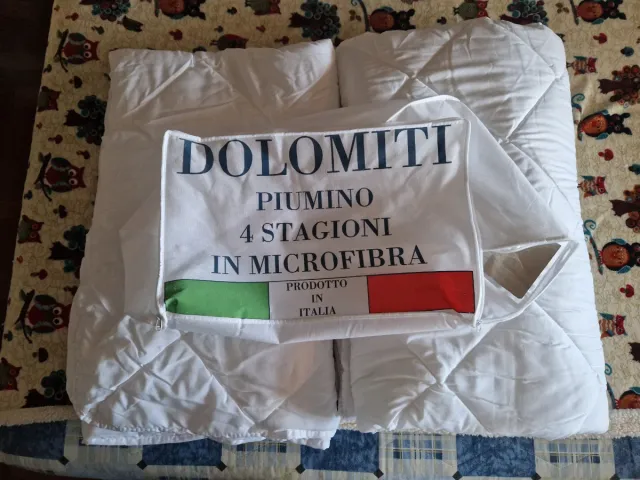 DOLOMITI
PIUMINO
4 STAGIONI
IN MICROFIBRA
PRODOTTO
IN
ITALIA